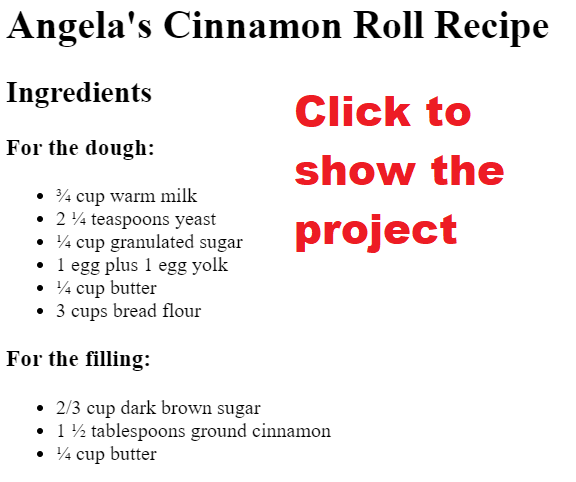 Angela's Cinnamon Roll Recipe
Ingredients
Click to
show the
project
For the dough:
• ¾ cup warm milk
• 2 ¼ teaspoons yeast
• ¼ cup granulated sugar
• 1 egg plus 1 egg yolk
• ¼ cup butter
• 3 cups bread flour
For the filling:
• 2/3 cup dark brown sugar
• 1 ½ tablespoons ground cinnamon
• ¼ cup butter